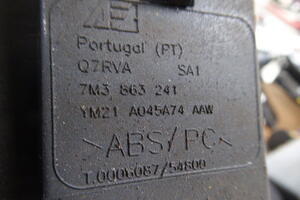 Portugal (PT)
Q7RVA SA1
7M3 863 241
YM21 A045A74 AAW
>ABS/PC<
T.0006087/54800